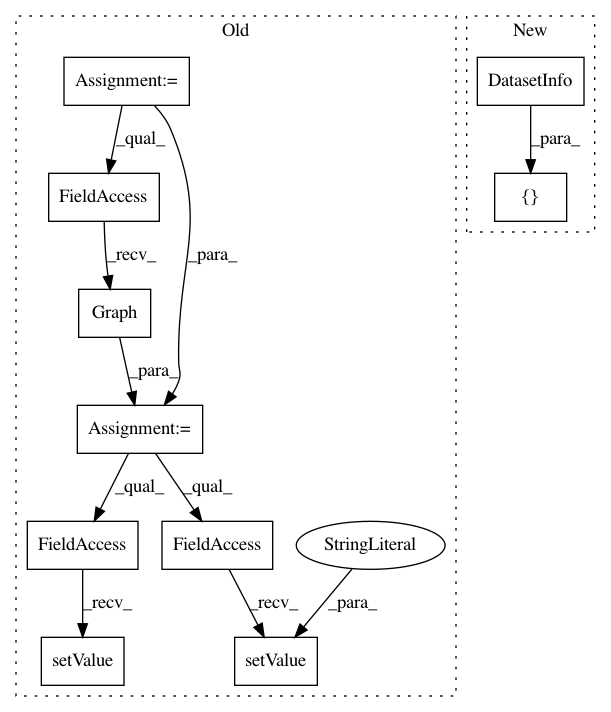 Old
New
Assignment:=
DatasetInfo
_qual_
_para_
FieldAccess
{}
_recv_
_para_
Graph
_para_
Assignment:=
_qual_
_qual_
FieldAccess
FieldAccess
StringLiteral
_recv_
_recv_
_para_
setValue
setValue